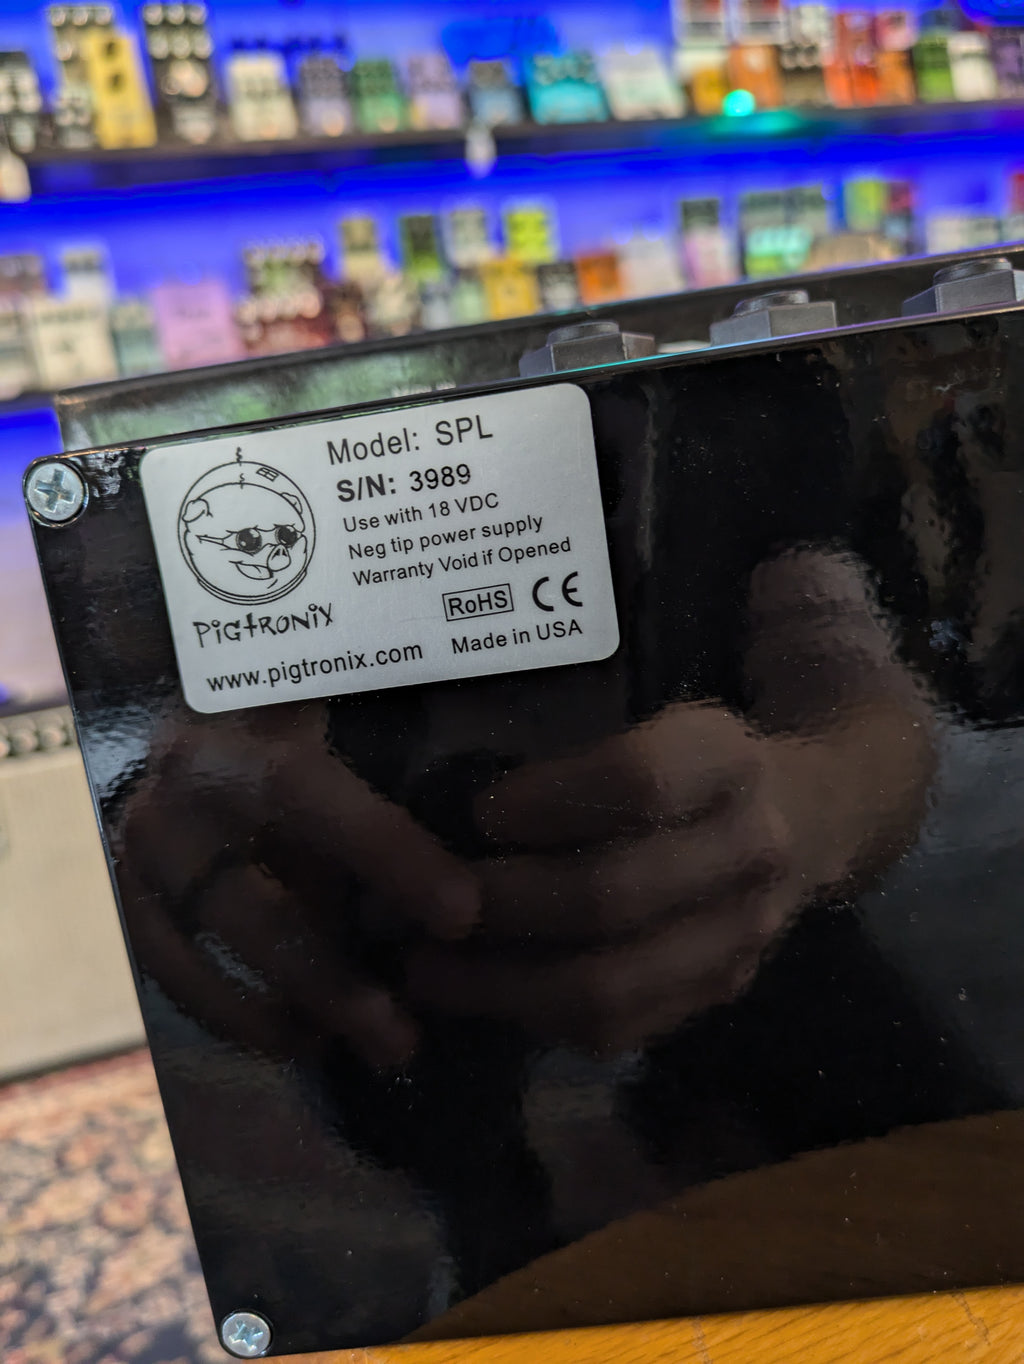 Model: SPL
S/N: 3989
Use with 18 VDC
Neg tip power supply
Warranty Void if Opened
RoHS CE
PIGTRONIX
www.pigtronix.com
Made in USA